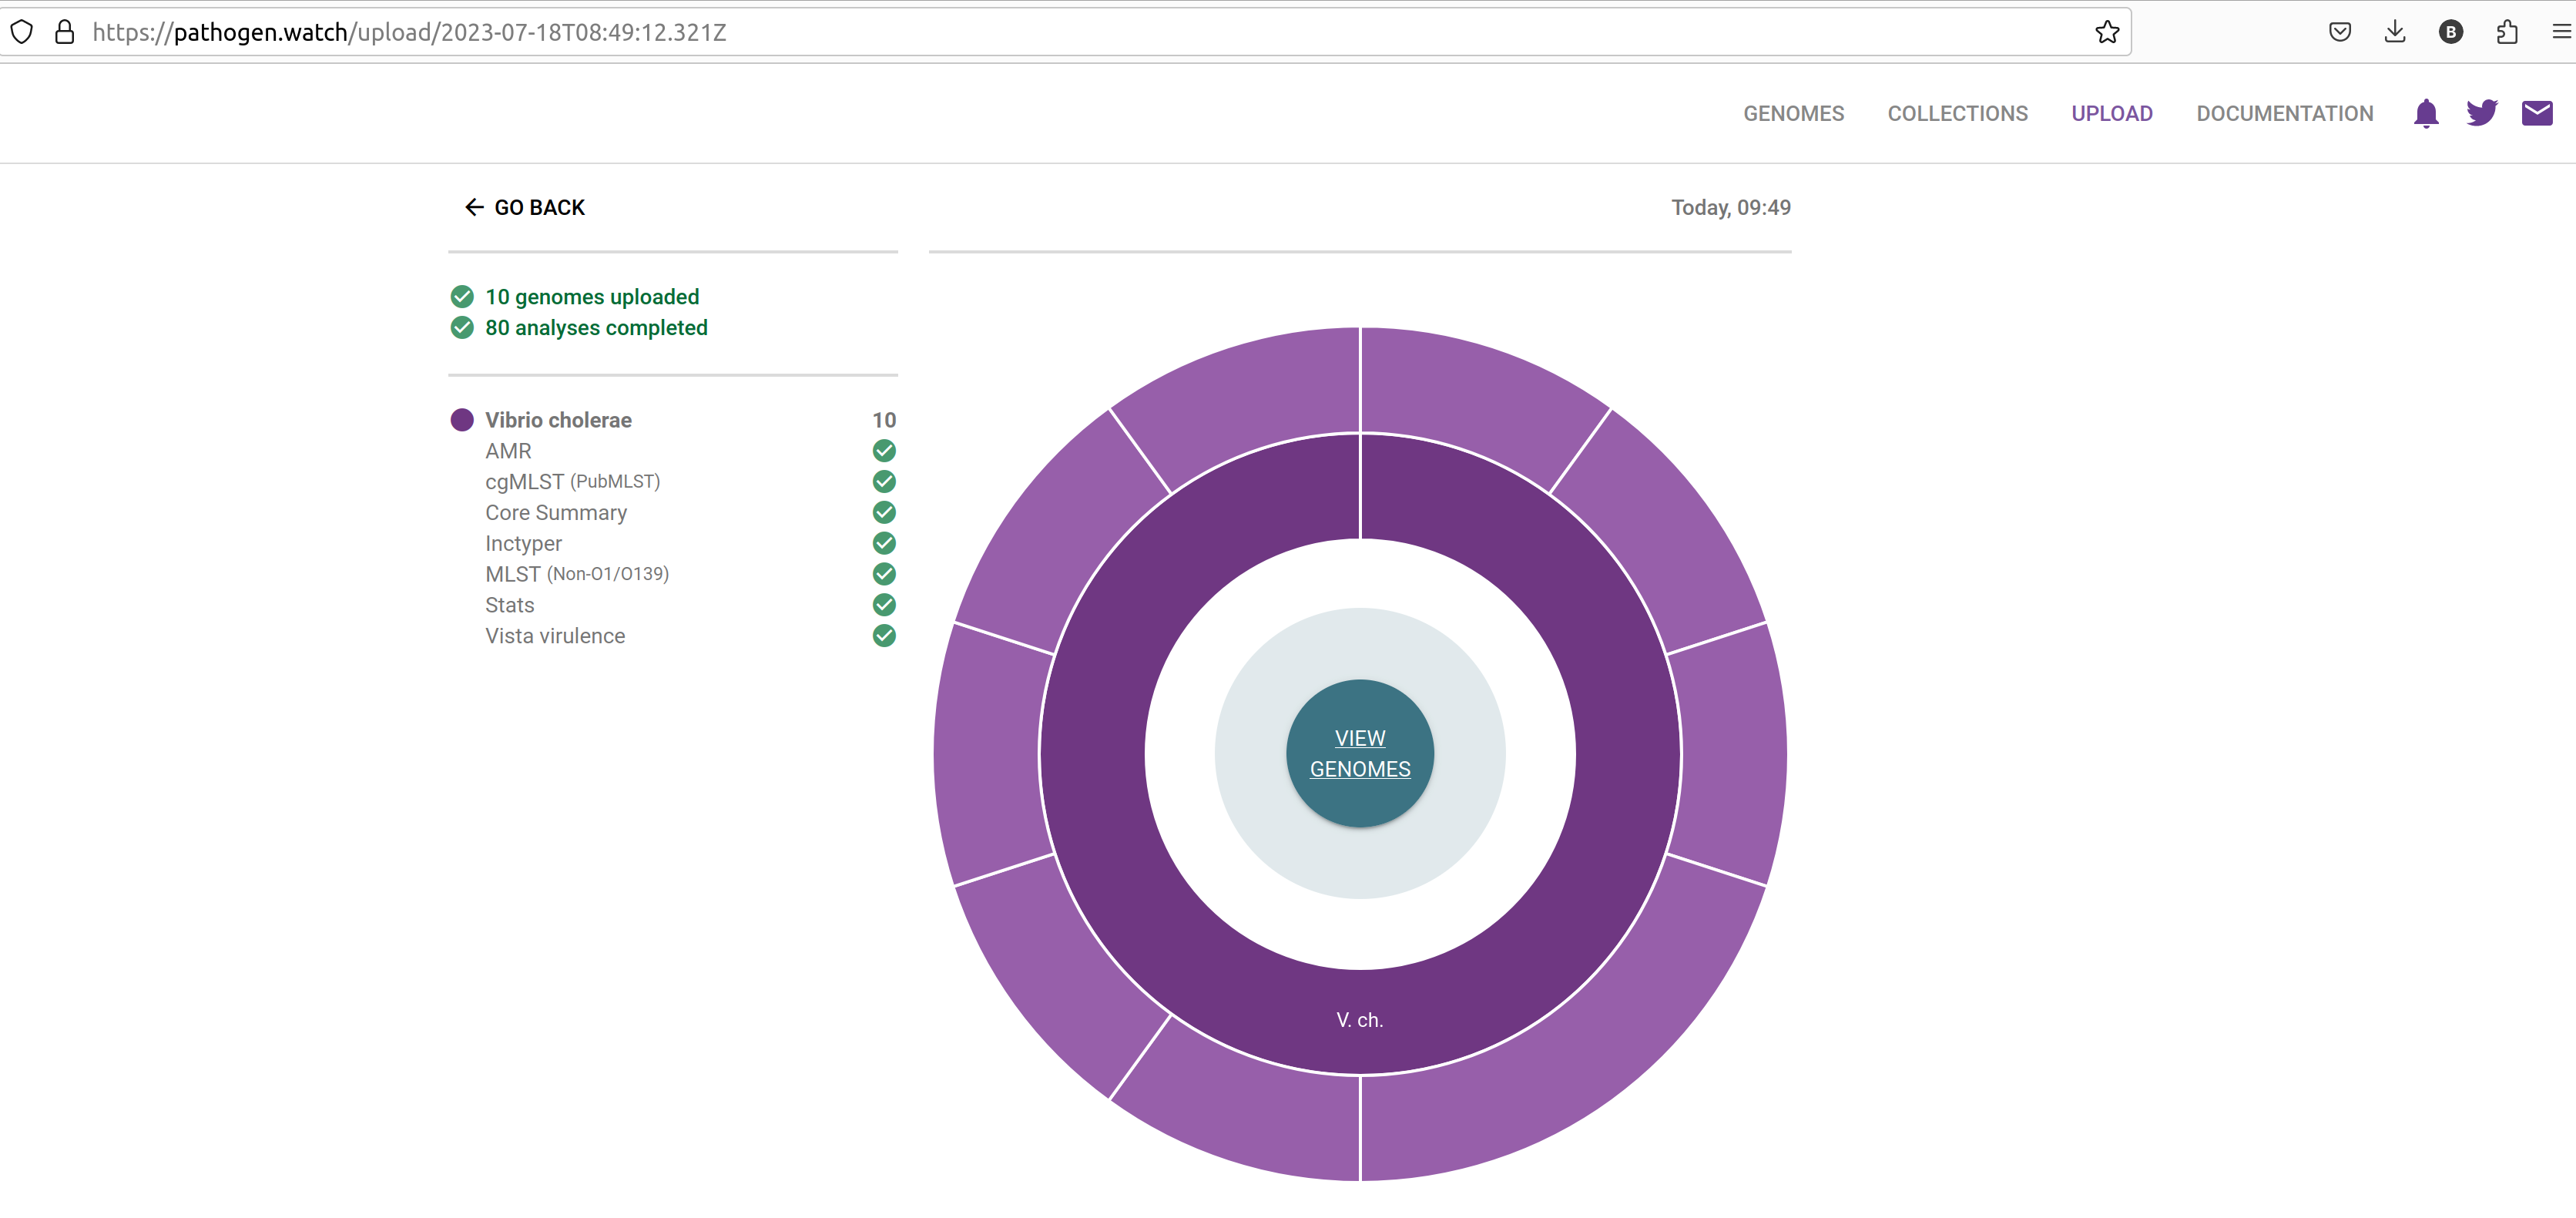 https://pathogen.watch/upload/2023-07-18T08:49:12.321Z
B
GENOMES COLLECTIONS UPLOAD DOCUMENTATION
GO BACK
Today, 09:49
10 genomes uploaded
80 analyses completed
Vibrio cholerae 10
AMR
cgMLST (PubMLST)
Core Summary
Inctyper
MLST (Non-O1/O139)
Stats
Vista virulence
VIEW
GENOMES
V. ch.